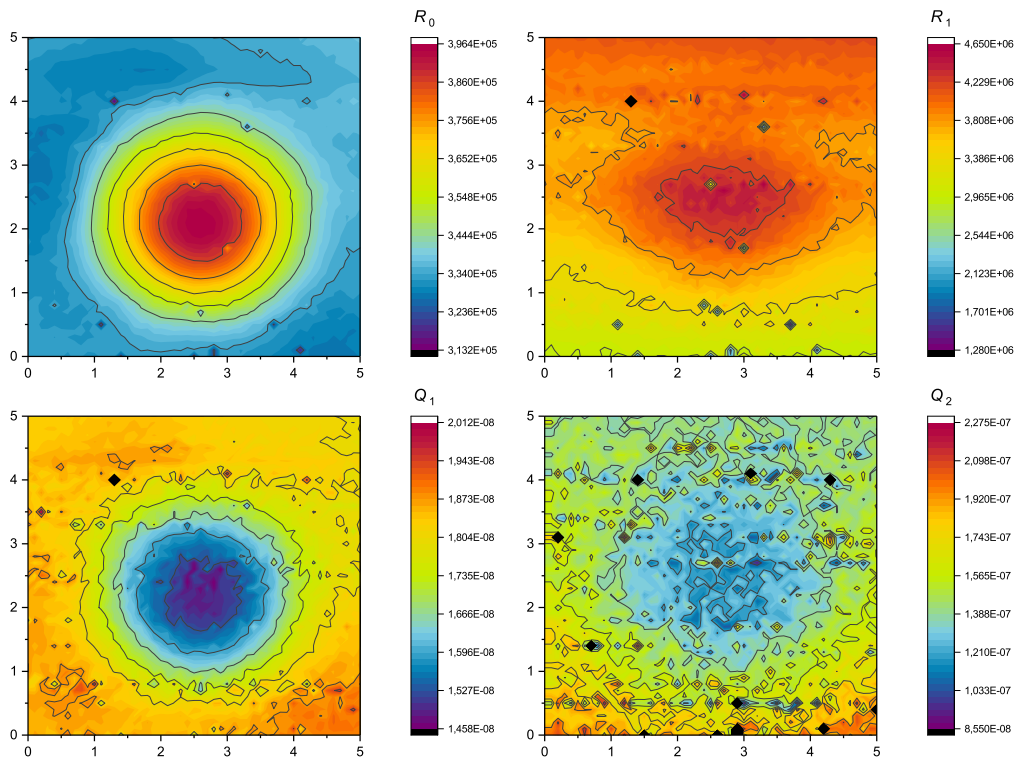 R0
5
4
3
2
1
0
0 1 2 3 4 5
3,964E+05
3,860E+05
3,756E+05
3,652E+05
3,548E+05
3,444E+05
3,340E+05
3,236E+05
3,132E+05
R1
5
4
3
2
1
0
0 1 2 3 4 5
4,650E+06
4,229E+06
3,808E+06
3,386E+06
2,965E+06
2,544E+06
2,123E+06
1,701E+06
1,280E+06
Q1
5
4
3
2
1
0
0 1 2 3 4 5
2,012E-08
1,943E-08
1,873E-08
1,804E-08
1,735E-08
1,666E-08
1,596E-08
1,527E-08
1,458E-08
Q2
5
4
3
2
1
0
0 1 2 3 4 5
2,275E-07
2,098E-07
1,920E-07
1,743E-07
1,565E-07
1,388E-07
1,210E-07
1,033E-07
8,550E-08